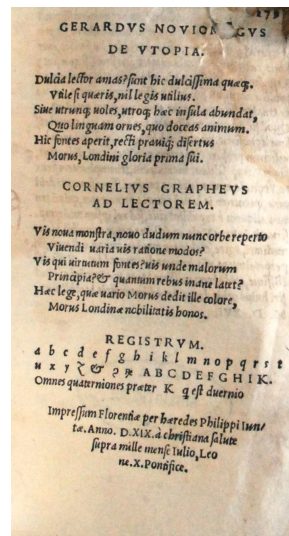 279
GERARDVS NOVIOMAGVS
DE VTOPIA.
Dulcia lector amas? sunt hic dulcissima quæq;.
Vtile si quæris, nil legis utilius.
Siue utrunq; uoles, utroq; hæc insula abundat,
Quo linguam ornes, quo doceas animum.
Hic fontes aperit, recti prauiq; disertus
Morus, Londini gloria prima sui.
CORNELIVS GRAPHEVS
AD LECTOREM.
Vis noua monstra, nouo dudum nunc orbe reperto
Viuendi uaria uis ratione modos?
Vis qui uirtutum fontes? uis unde malorum
Principia? & quantum rebus inane latet?
Hæc lege, quæ uario Morus dedit ille colore,
Morus Londinæ nobilitatis honos.
REGISTRVM.
a b c d e f g h i k l m n o p q r s t
u x y z & ꝯ ꝝ A B C D E F G H I K.
Omnes quaterniones præter K q est duernio
Impressum Florentiæ per hæredes Philippi Iun-
tæ. Anno. D.XIX. à christiana salute
supra mille mense Iulio, Leo
ne. X. Pontifice.